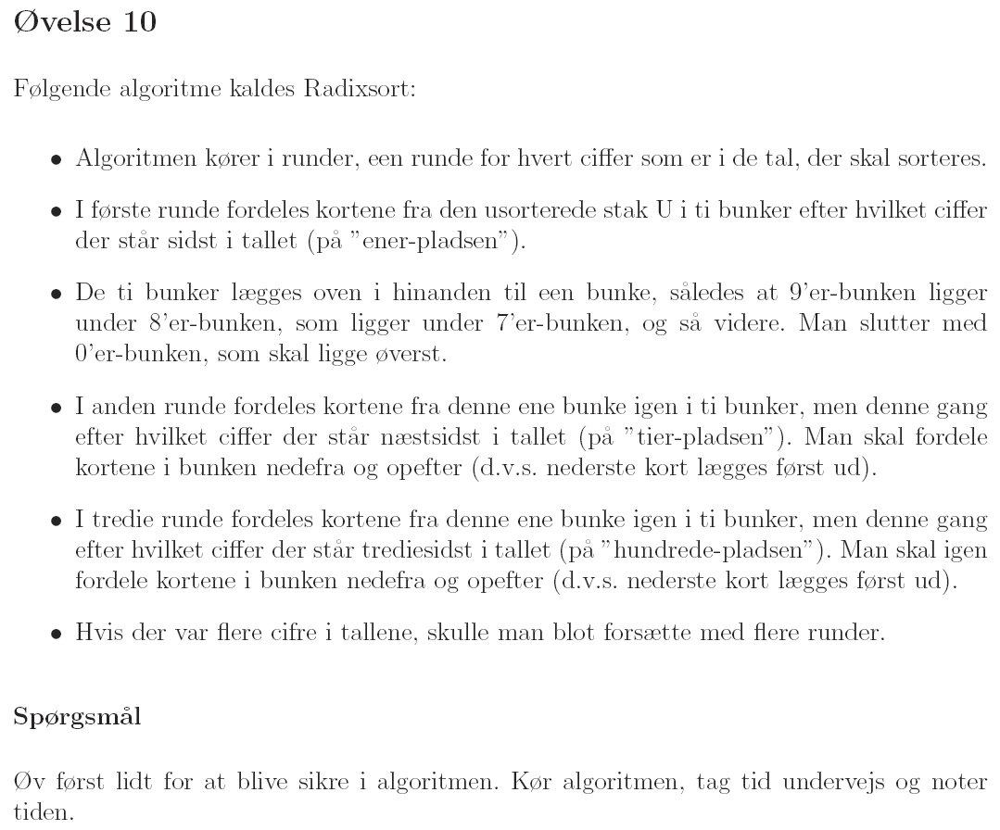 Øvelse 10
Følgende algoritme kaldes Radixsort:
• Algoritmen kører i runder, een runde for hvert ciffer som er i de tal, der skal sorteres.
• I første runde fordeles kortene fra den usorterede stak U i ti bunker efter hvilket ciffer
der står sidst i tallet (på ”ener-pladsen”).
• De ti bunker lægges oven i hinanden til een bunke, således at 9’er-bunken ligger
under 8’er-bunken, som ligger under 7’er-bunken, og så videre. Man slutter med
0’er-bunken, som skal ligge øverst.
• I anden runde fordeles kortene fra denne ene bunke igen i ti bunker, men denne gang
efter hvilket ciffer der står næstsidst i tallet (på ”tier-pladsen”). Man skal fordele
kortene i bunken nedefra og opefter (d.v.s. nederste kort lægges først ud).
• I tredie runde fordeles kortene fra denne ene bunke igen i ti bunker, men denne gang
efter hvilket ciffer der står trediesidst i tallet (på ”hundrede-pladsen”). Man skal igen
fordele kortene i bunken nedefra og opefter (d.v.s. nederste kort lægges først ud).
• Hvis der var flere cifre i tallene, skulle man blot forsætte med flere runder.
Spørgsmål
Øv først lidt for at blive sikre i algoritmen. Kør algoritmen, tag tid undervejs og noter
tiden.